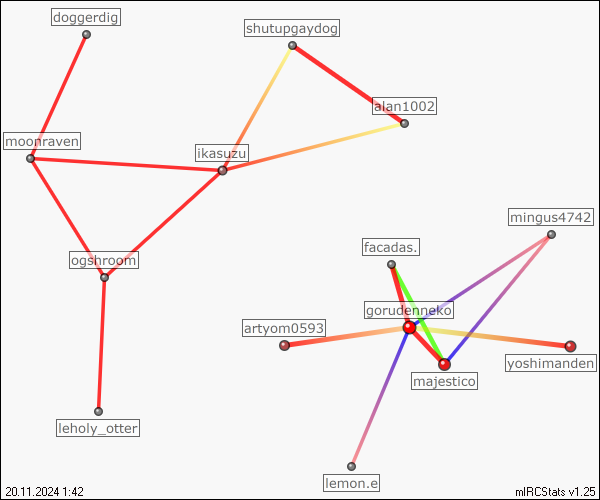 doggerdig
shutupgaydog
alan1002
moonraven
ikasuzu
mingus4742
facadas.
ogshroom
gorudenneko
artyom0593
yoshimanden
majestico
leholy_otter
lemon.e
20.11.2024 1:42
mIRCStats v1.25